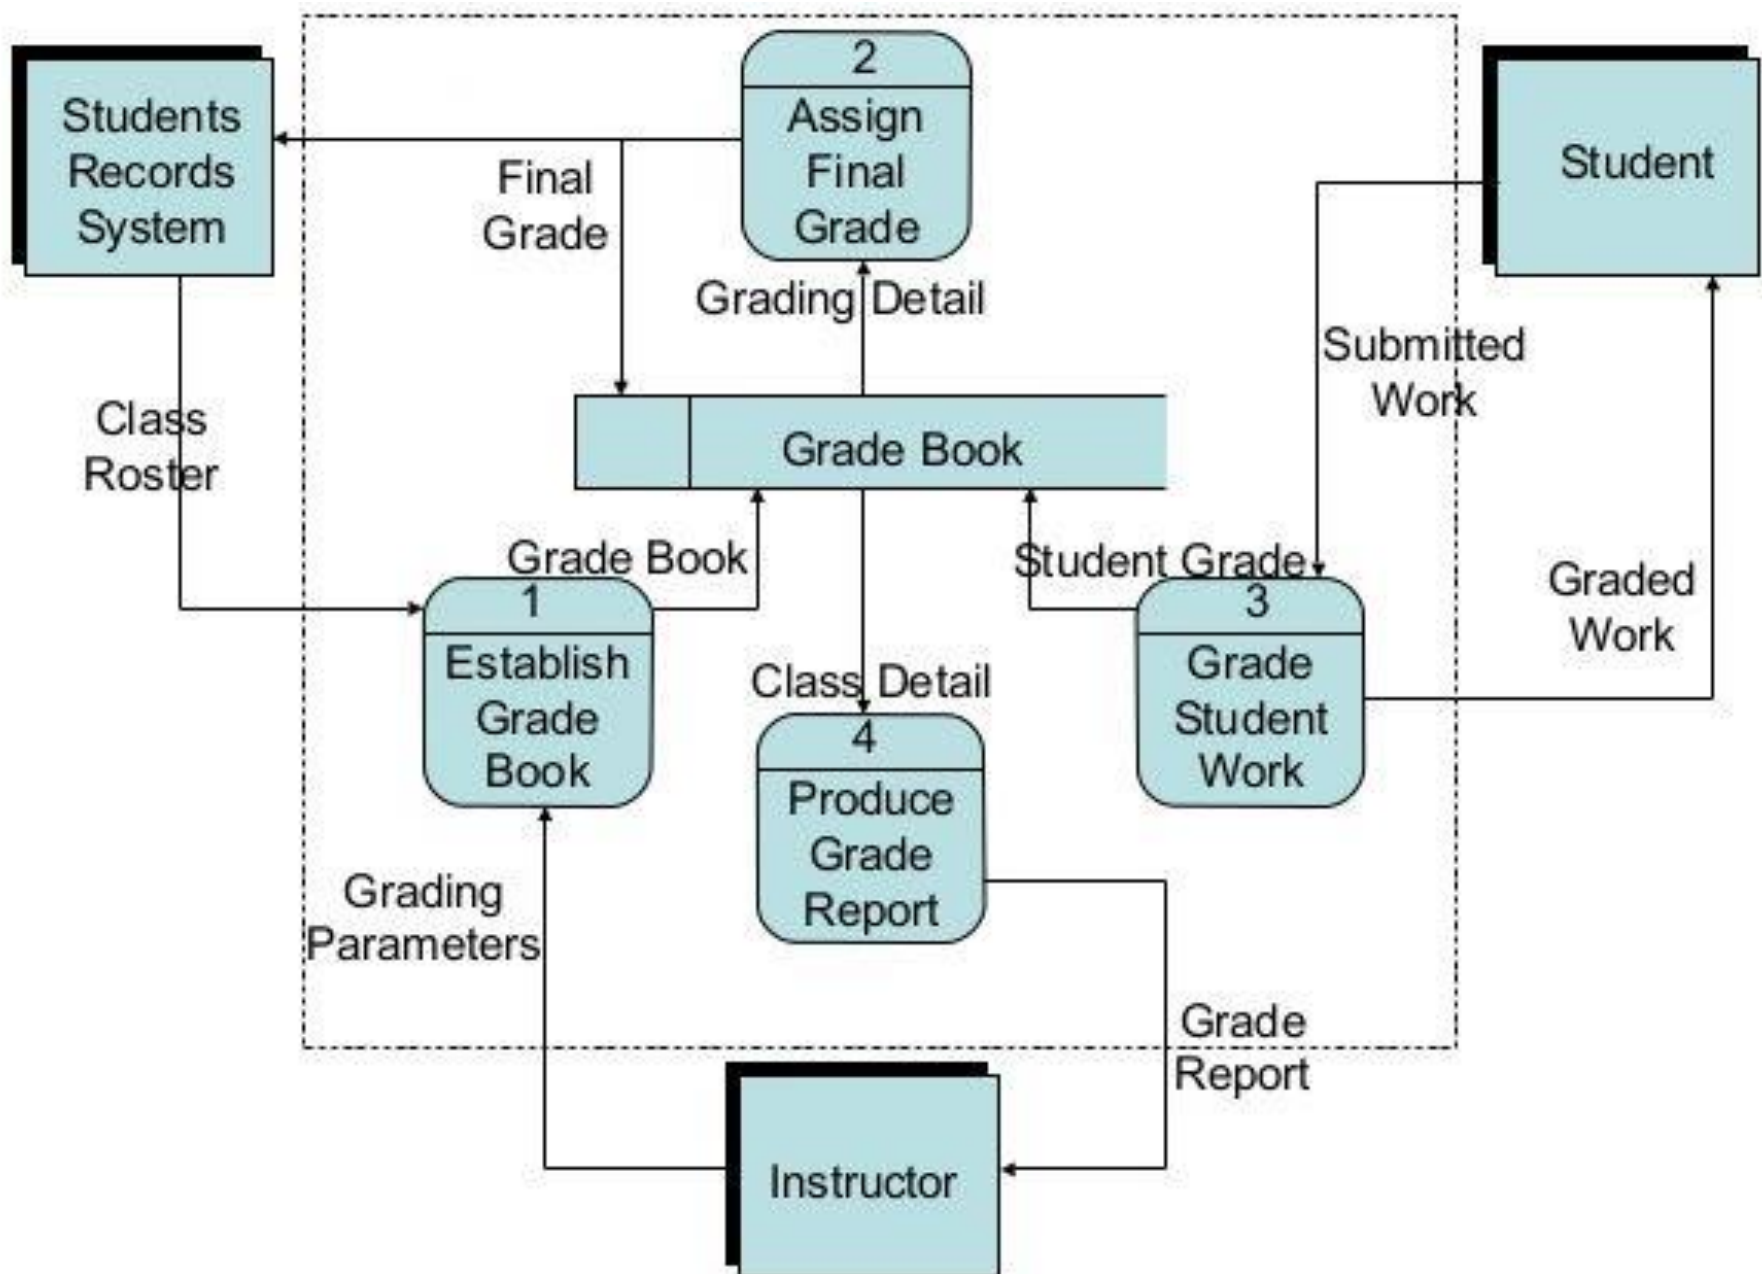 Students
Records
System
2
Assign
Final
Grade
Student
Final
Grade
Grading Detail
Submitted
Work
Class
Roster
Grade Book
Grade Book
Student Grade
1
Establish
Grade
Book
3
Grade
Student
Work
Graded
Work
Class Detail
4
Produce
Grade
Report
Grading
Parameters
Grade
Report
Instructor